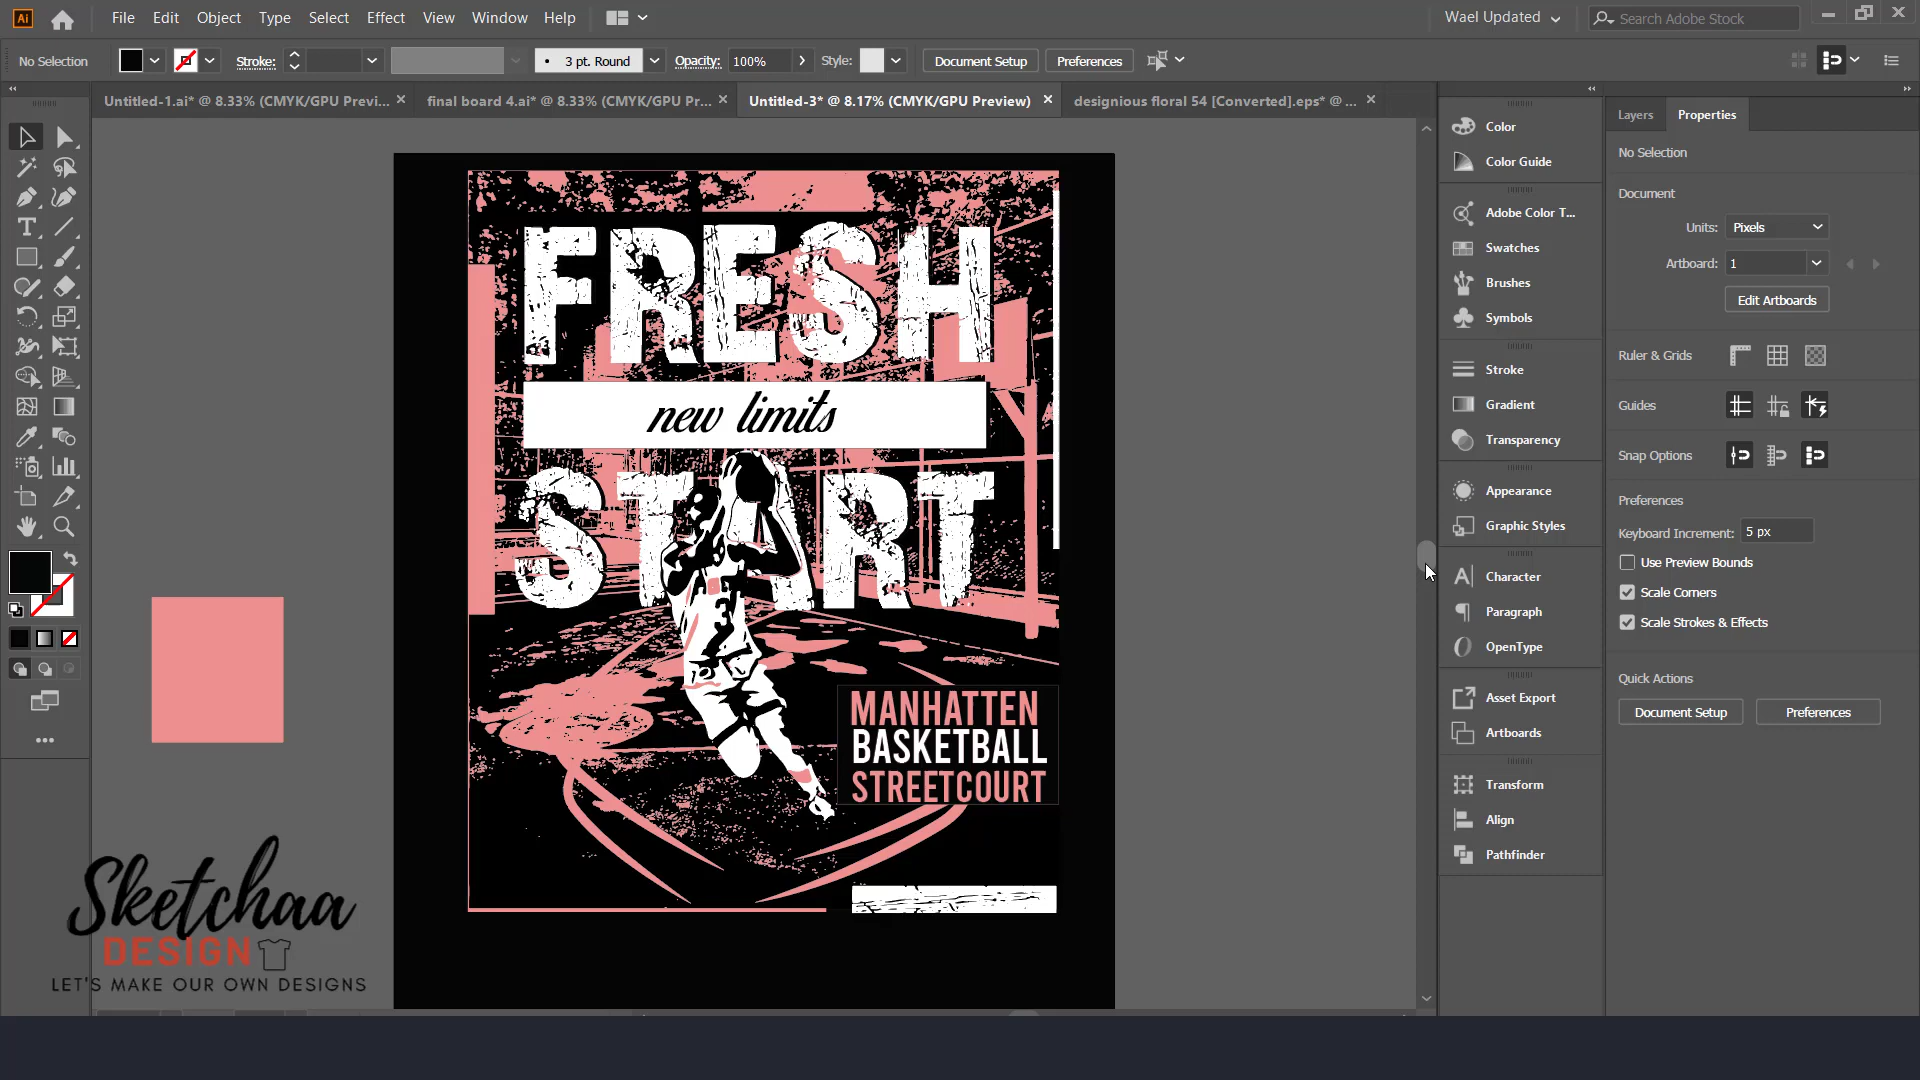 Ai File Edit Object Type Select Effect View Window Help Wael Updated Search Adobe Stock
No Selection Stroke: 3 pt. Round Opacity: 100% Style: Document Setup Preferences
Untitled-1.ai* @ 8.33% (CMYK/GPU Previ... final board 4.ai* @ 8.33% (CMYK/GPU Pr... Untitled-3* @ 8.17% (CMYK/GPU Preview) designious floral 54 [Converted].eps* @ ...
FRESH
new limits
START
3
MANHATTEN
BASKETBALL
STREETCOURT
Sketchaa
DESIGN
LET'S MAKE OUR OWN DESIGNS
Color
Color Guide
Adobe Color T...
Swatches
Brushes
Symbols
Stroke
Gradient
Transparency
Appearance
Graphic Styles
Character
Paragraph
OpenType
Asset Export
Artboards
Transform
Align
Pathfinder
Layers Properties
No Selection
Document
Units: Pixels
Artboard: 1
Edit Artboards
Ruler & Grids
Guides
Snap Options
Preferences
Keyboard Increment: 5 px
Use Preview Bounds
Scale Corners
Scale Strokes & Effects
Quick Actions
Document Setup Preferences